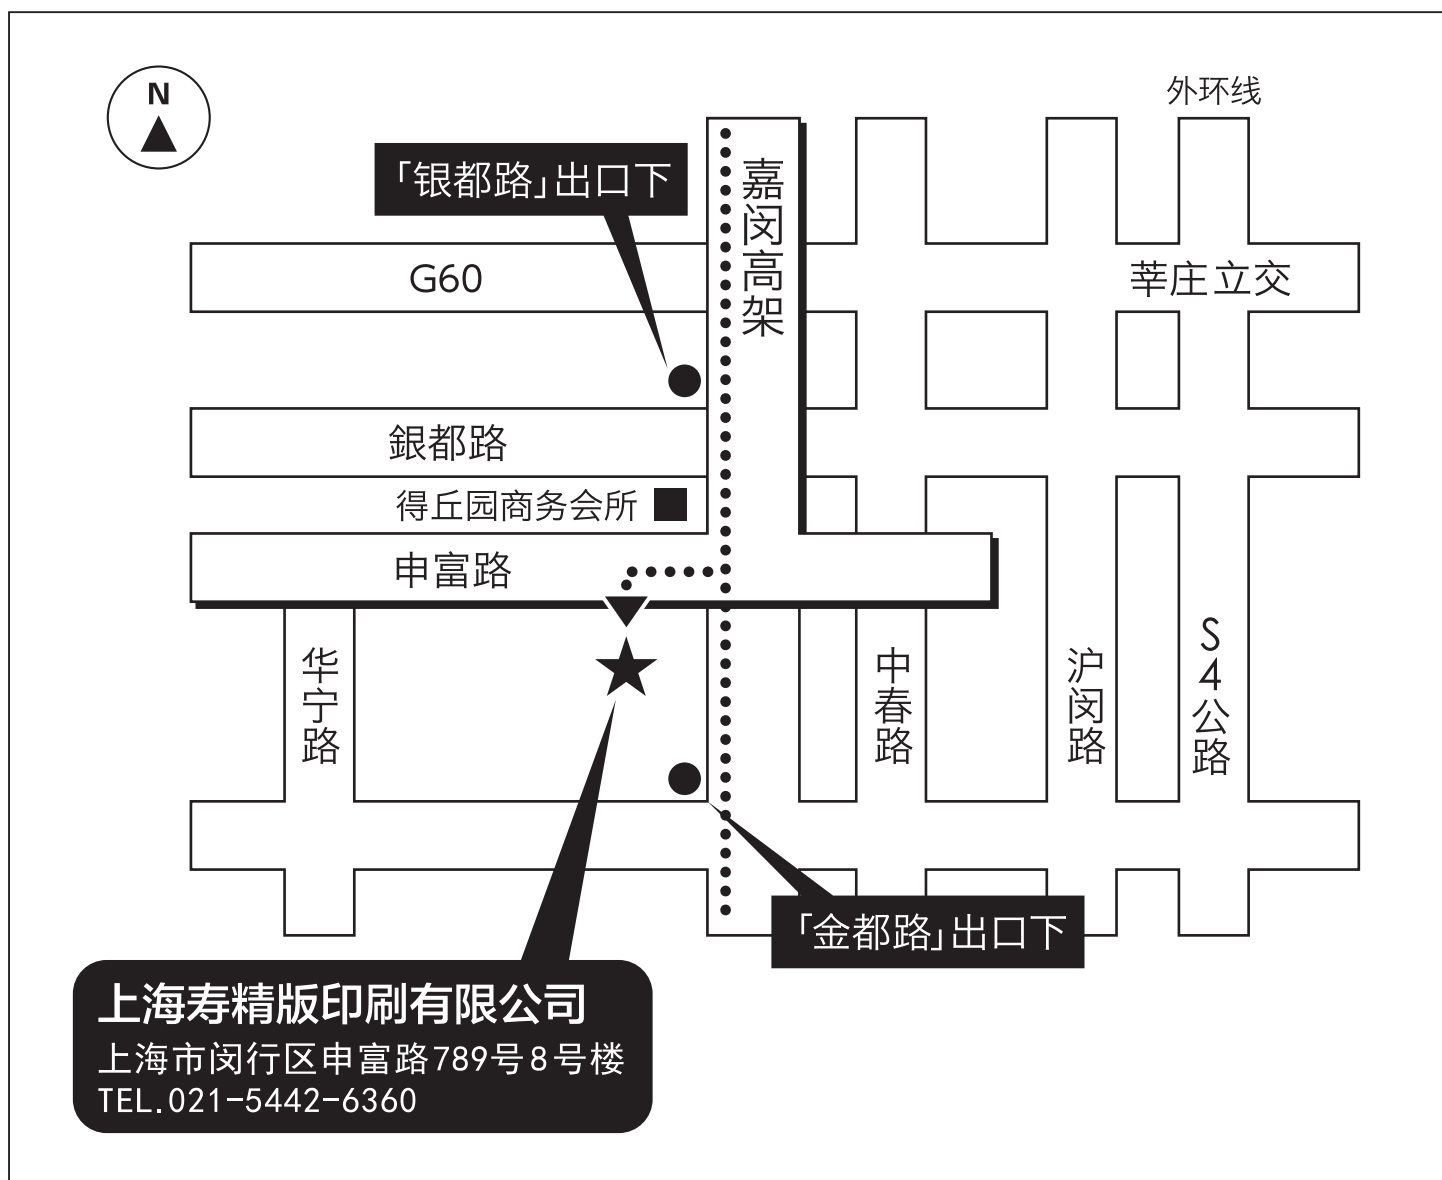 N
外环线
「银都路」出口下
嘉闵高架
G60
莘庄立交
銀都路
得丘园商务会所
申富路
华宁路
中春路
沪闵路
S4公路
「金都路」出口下
上海寿精版印刷有限公司
上海市闵行区申富路789号8号楼
TEL.021-5442-6360